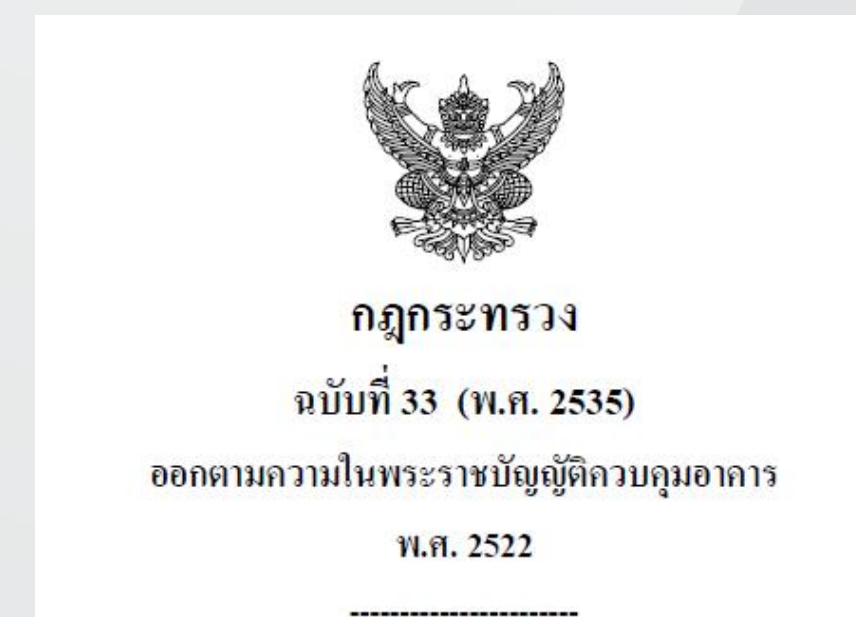 กฎกระทรวง
ฉบับที่ 33 (พ.ศ. 2535)
ออกตามความในพระราชบัญญัติควบคุมอาคาร
พ.ศ. 2522
-----------------------